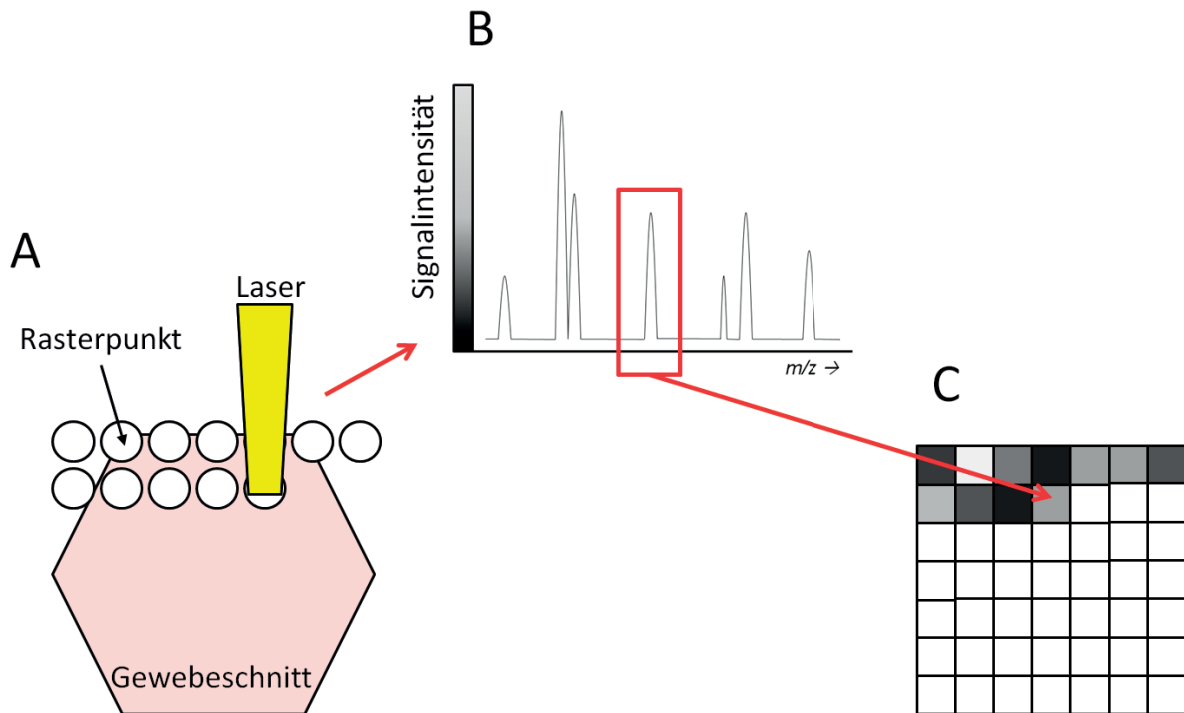 A
Rasterpunkt
Laser
Gewebeschnitt
B
Signalintensität
m/z →
C